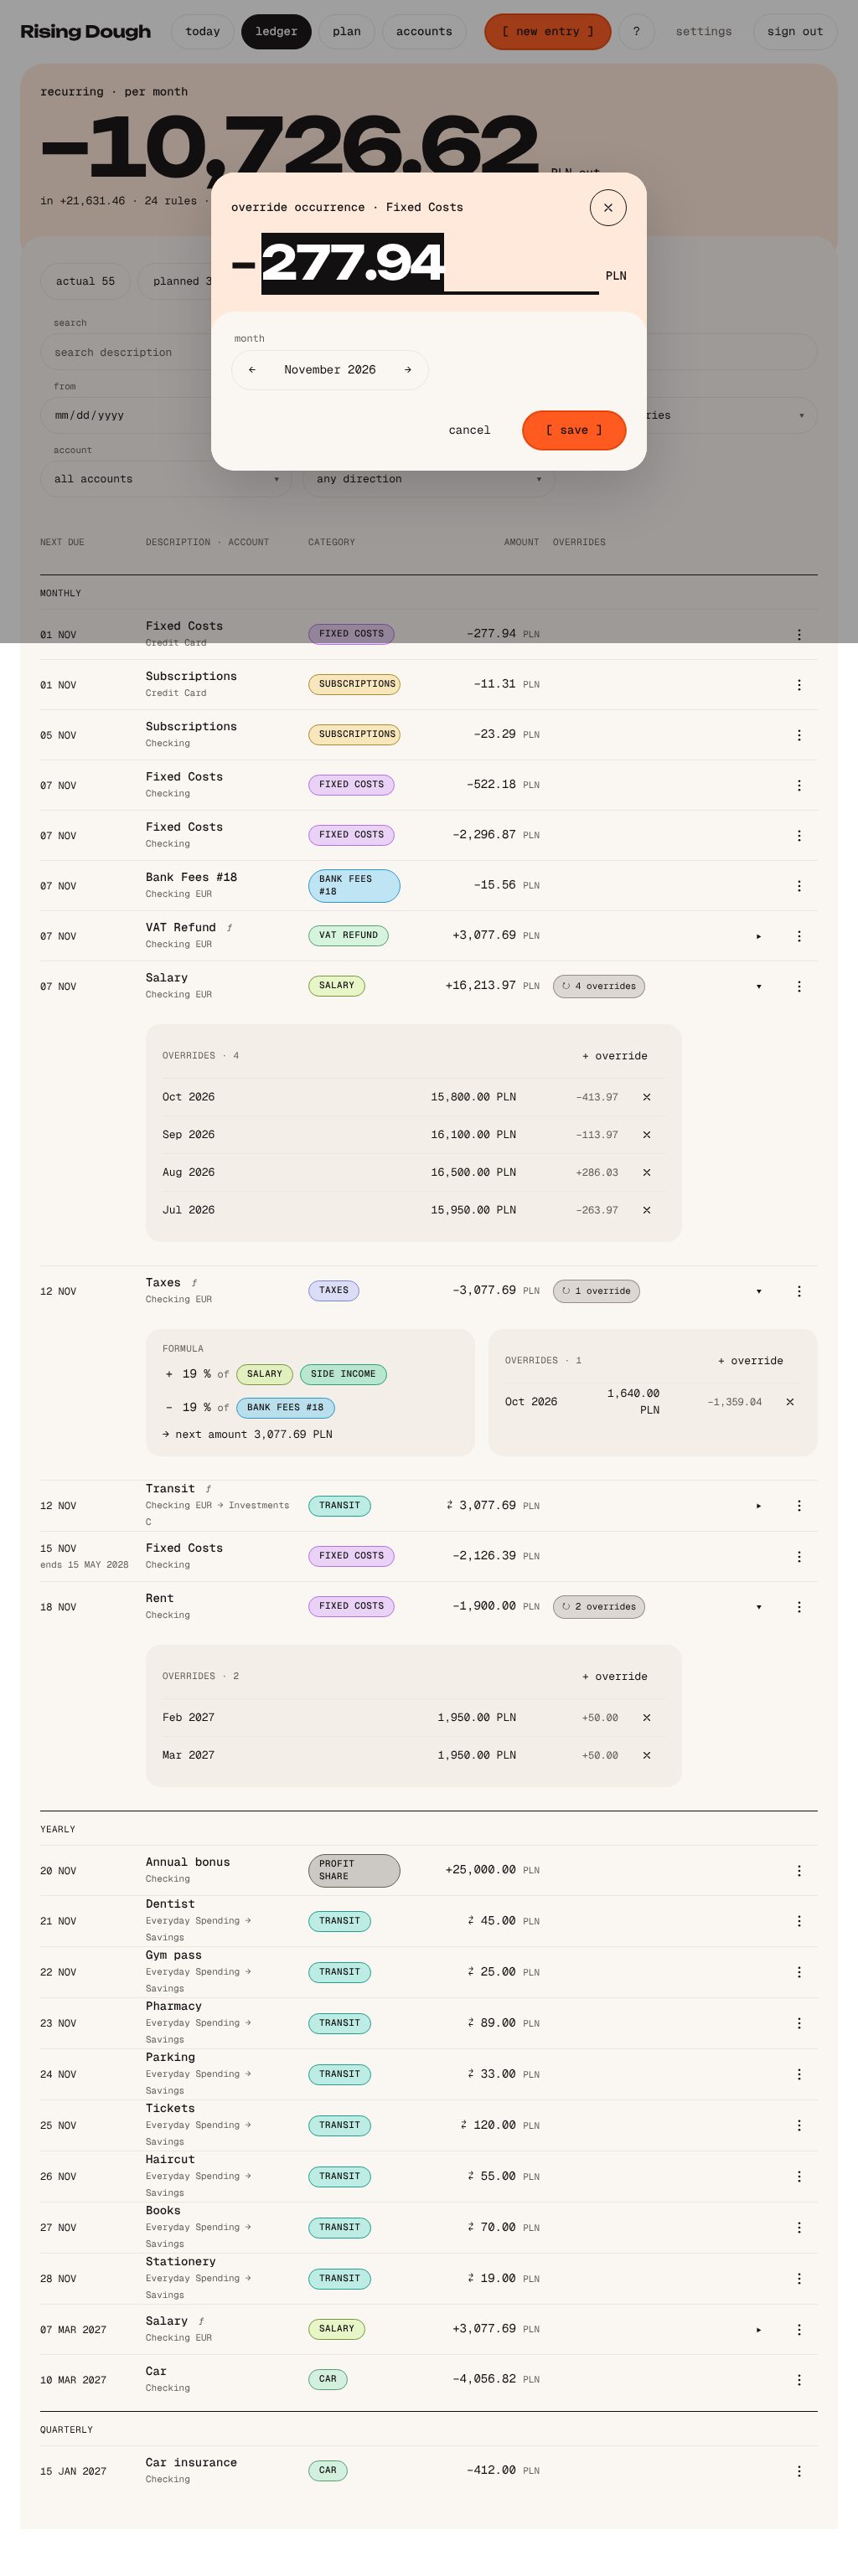 Rising Dough today ledger plan accounts [ new entry ] ? settings sign out
recurring · per month
−10,726.62
in +21,631.46 · 24 rules ·
override occurrence · Fixed Costs ×
−277.94 PLN
month
← November 2026 →
cancel [ save ]
actual 55 planned
search
search description
from
mm/dd/yyyy
account
all accounts ▾ any direction ▾
NEXT DUE DESCRIPTION · ACCOUNT CATEGORY AMOUNT OVERRIDES
MONTHLY
01 NOV Fixed Costs FIXED COSTS −277.94 PLN
Credit Card
01 NOV Subscriptions SUBSCRIPTIONS −11.31 PLN
Credit Card
05 NOV Subscriptions SUBSCRIPTIONS −23.29 PLN
Checking
07 NOV Fixed Costs FIXED COSTS −522.18 PLN
Checking
07 NOV Fixed Costs FIXED COSTS −2,296.87 PLN
Checking
07 NOV Bank Fees #18 BANK FEES #18 −15.56 PLN
Checking EUR
07 NOV VAT Refund f VAT REFUND +3,077.69 PLN ▸
Checking EUR
07 NOV Salary SALARY +16,213.97 PLN 4 overrides ▾
Checking EUR
OVERRIDES · 4 + override
Oct 2026 15,800.00 PLN −413.97 ×
Sep 2026 16,100.00 PLN −113.97 ×
Aug 2026 16,500.00 PLN +286.03 ×
Jul 2026 15,950.00 PLN −263.97 ×
12 NOV Taxes f TAXES −3,077.69 PLN 1 override ▾
Checking EUR
FORMULA
+ 19 % of SALARY SIDE INCOME
− 19 % of BANK FEES #18
→ next amount 3,077.69 PLN
OVERRIDES · 1 + override
Oct 2026 1,640.00 PLN −1,359.04 ×
12 NOV Transit f TRANSIT ⇄ 3,077.69 PLN ▸
Checking EUR → Investments
C
15 NOV Fixed Costs FIXED COSTS −2,126.39 PLN
ends 15 MAY 2028 Checking
18 NOV Rent FIXED COSTS −1,900.00 PLN 2 overrides ▾
Checking
OVERRIDES · 2 + override
Feb 2027 1,950.00 PLN +50.00 ×
Mar 2027 1,950.00 PLN +50.00 ×
YEARLY
20 NOV Annual bonus PROFIT SHARE +25,000.00 PLN
Checking
21 NOV Dentist TRANSIT ⇄ 45.00 PLN
Everyday Spending →
Savings
22 NOV Gym pass TRANSIT ⇄ 25.00 PLN
Everyday Spending →
Savings
23 NOV Pharmacy TRANSIT ⇄ 89.00 PLN
Everyday Spending →
Savings
24 NOV Parking TRANSIT ⇄ 33.00 PLN
Everyday Spending →
Savings
25 NOV Tickets TRANSIT ⇄ 120.00 PLN
Everyday Spending →
Savings
26 NOV Haircut TRANSIT ⇄ 55.00 PLN
Everyday Spending →
Savings
27 NOV Books TRANSIT ⇄ 70.00 PLN
Everyday Spending →
Savings
28 NOV Stationery TRANSIT ⇄ 19.00 PLN
Everyday Spending →
Savings
07 MAR 2027 Salary f SALARY +3,077.69 PLN ▸
Checking EUR
10 MAR 2027 Car CAR −4,056.82 PLN
Checking
QUARTERLY
15 JAN 2027 Car insurance CAR −412.00 PLN
Checking